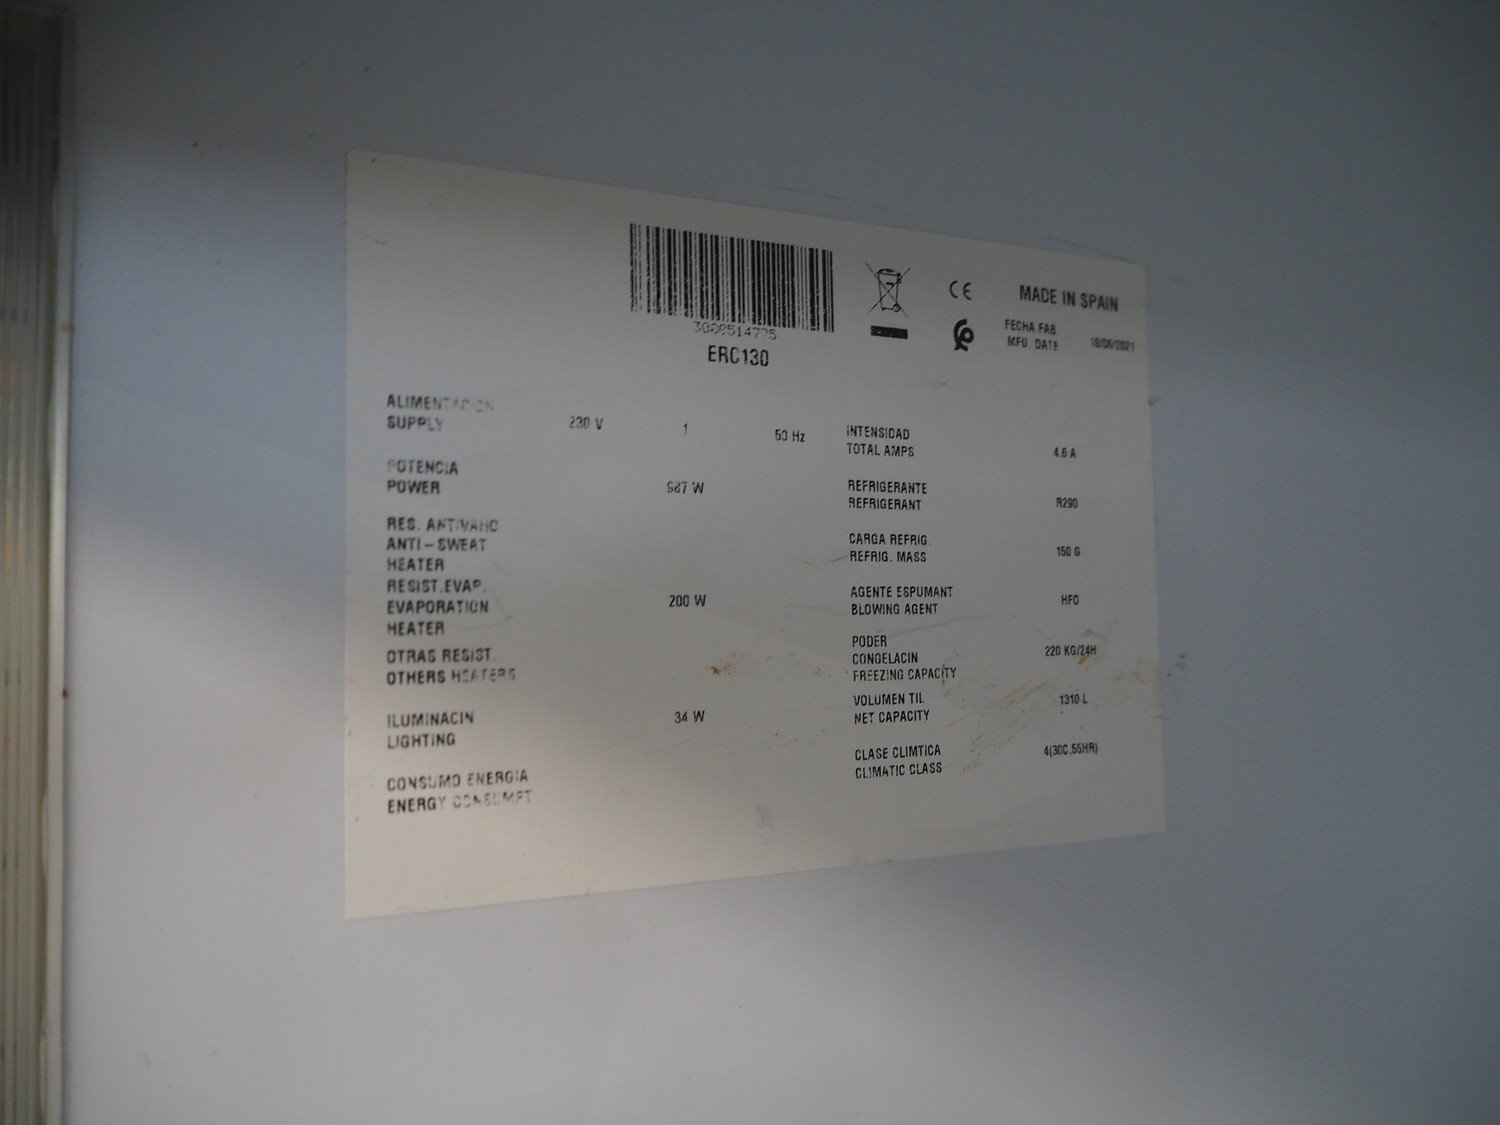 ERC130
CE
MADE IN SPAIN
FECHA FAB.
MFG. DATE 18/06/2021
ALIMENTACION
SUPPLY 230 V 1 50 Hz
POTENCIA
POWER W
RES. ANTIVAHO
ANTI-SWEAT
HEATER
RESIST.EVAP.
EVAPORATION 200 W
HEATER
OTRAS RESIST.
OTHERS HEATERS
ILUMINACIN
LIGHTING 34 W
CONSUMO ENERGIA
ENERGY CONSUMPT
INTENSIDAD
TOTAL AMPS 4.6 A
REFRIGERANTE
REFRIGERANT R290
CARGA REFRIG.
REFRIG. MASS 150 G
AGENTE ESPUMANT
BLOWING AGENT HFO
PODER
CONGELACIN 220 KG/24H
FREEZING CAPACITY
VOLUMEN TIL 1310 L
NET CAPACITY
CLASE CLIMTICA 4(30C,55HR)
CLIMATIC CLASS